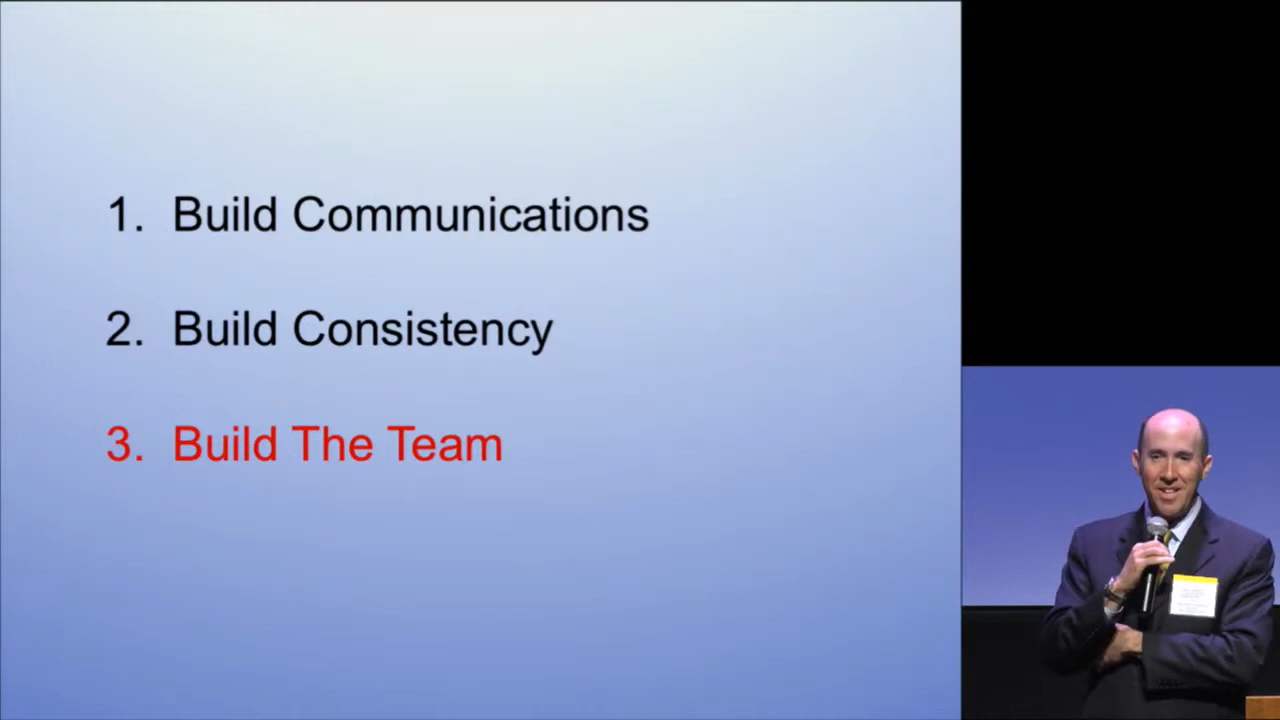 1. Build Communications
2. Build Consistency
3. Build The Team